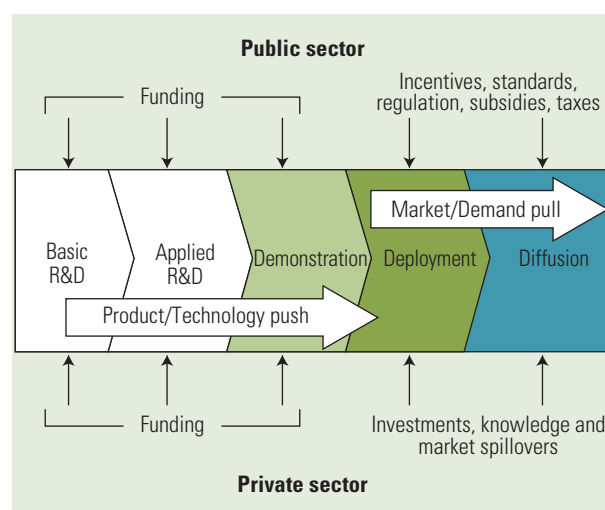 Public sector
Funding
Incentives, standards,
regulation, subsidies, taxes
Market/Demand pull
Basic
R&D
Applied
R&D
Demonstration
Deployment
Diffusion
Product/Technology push
Funding
Investments, knowledge and
market spillovers
Private sector